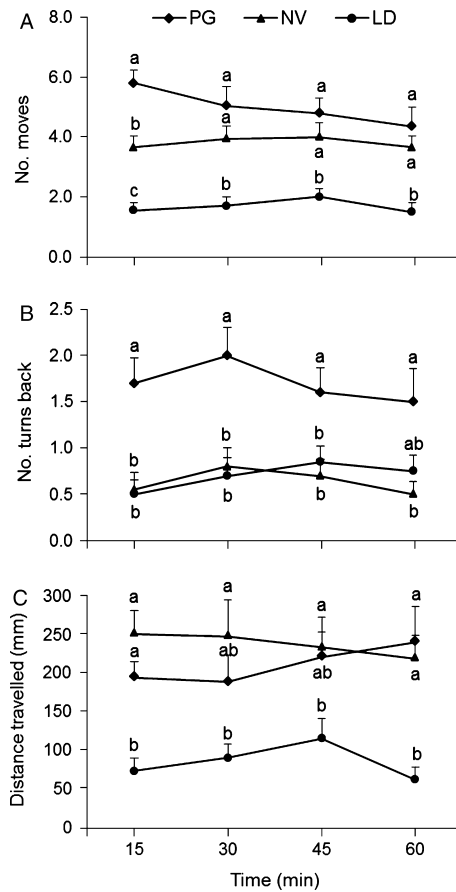 A
PG NV LD
8.0
6.0
4.0
2.0
0.0
No. moves
a a a a
b a a a
c b b b
B
2.5
2.0
1.5
1.0
0.5
0.0
No. turns back
a a a a
b b b ab
b b b b
C
300
250
200
150
100
50
0
Distance travelled (mm)
a a a a
a ab ab a
b b b b
15 30 45 60
Time (min)